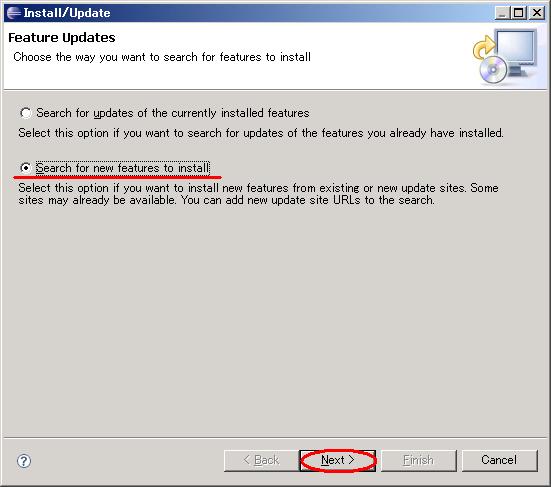 Install/Update
Feature Updates
Choose the way you want to search for features to install
Search for updates of the currently installed features
Select this option if you want to search for updates of the features you already have installed.
Search for new features to install
Select this option if you want to install new features from existing or new update sites. Some
sites may already be available. You can add new update site URLs to the search.
? < Back Next > Finish Cancel